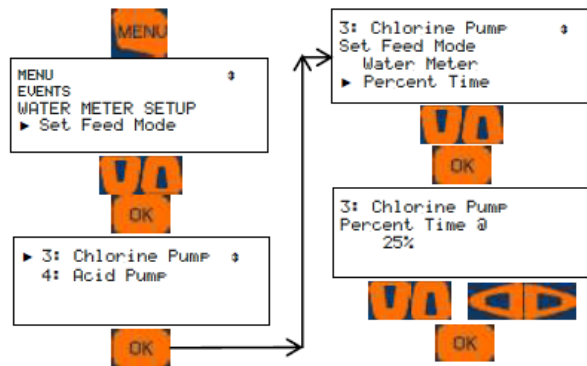 MENU
MENU
EVENTS
WATER METER SETUP
Set Feed Mode
OK
3: Chlorine Pump
4: Acid Pump
OK
3: Chlorine Pump
Set Feed Mode
Water Meter
Percent Time
OK
3: Chlorine Pump
Percent Time @
25%
OK